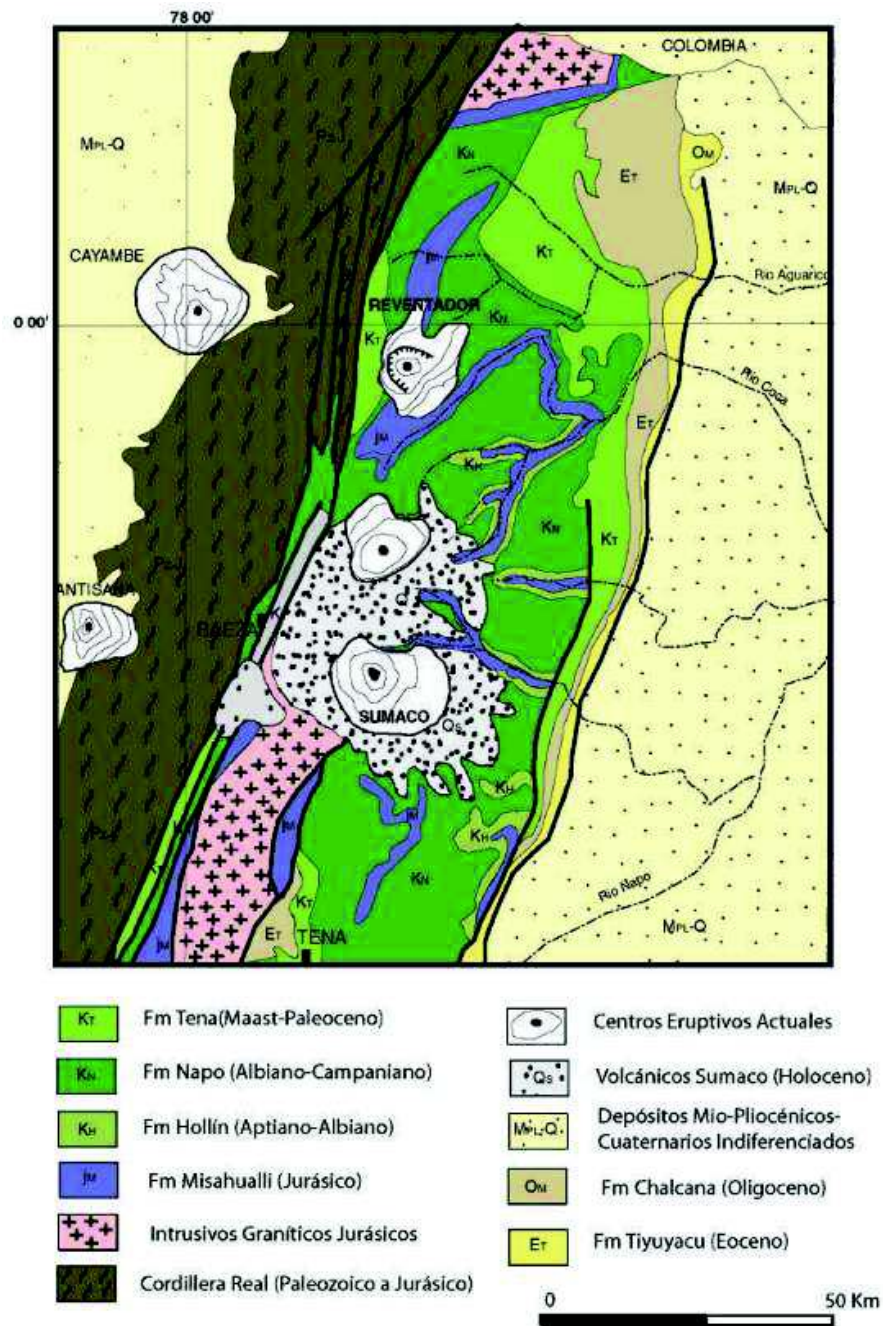 78 00'
COLOMBIA
MPL-Q
KN
ET
OM
MPL-Q
JM
KT
CAYAMBE
Rio Aguarico
REVENTADOR
0 00'
KT
KN
Rio Coca
JM
ET
KH
KN
KT
ANTISANA
BAEZA
SUMACO
QS
KH
JM
JM
KH
KN
Rio Napo
KT
ET
MPL-Q
TENA
JM
KT Fm Tena(Maast-Paleoceno)
KN Fm Napo (Albiano-Campaniano)
KH Fm Hollín (Aptiano-Albiano)
JM Fm Misahualli (Jurásico)
Intrusivos Graníticos Jurásicos
Cordillera Real (Paleozoico a Jurásico)
Centros Eruptivos Actuales
QS Volcánicos Sumaco (Holoceno)
MPL-Q Depósitos Mio-Pliocénicos-
Cuaternarios Indiferenciados
OM Fm Chalcana (Oligoceno)
ET Fm Tiyuyacu (Eoceno)
0 50 Km